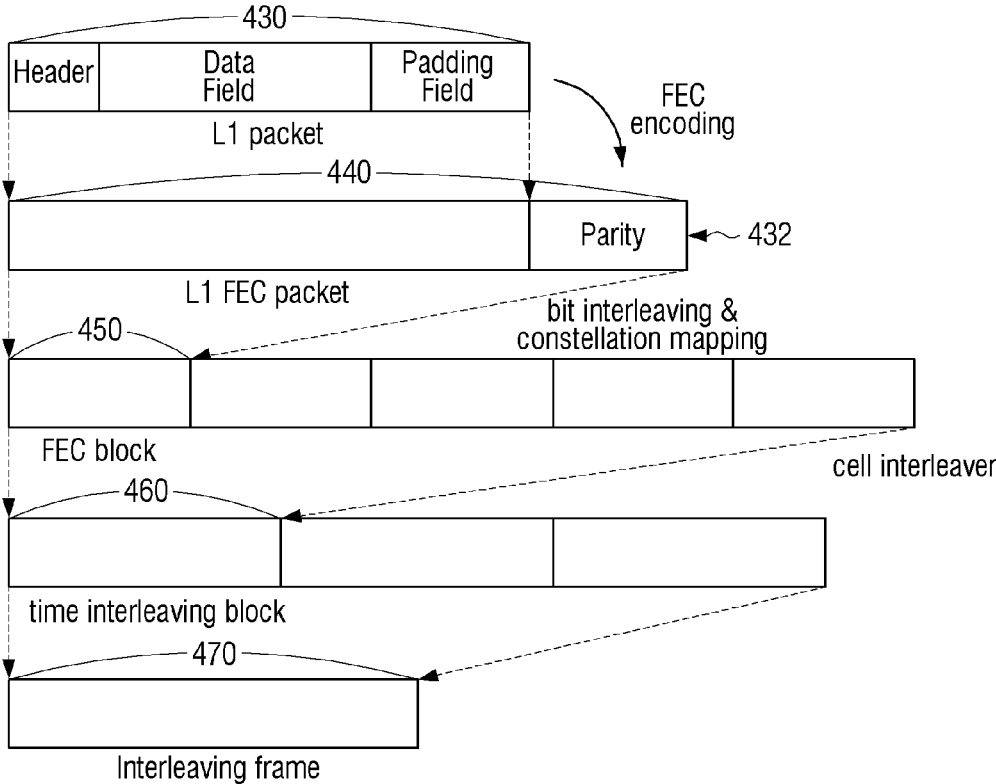 430
Header
Data
Field
Padding
Field
L1 packet
FEC
encoding
440
Parity
432
L1 FEC packet
bit interleaving &
constellation mapping
450
FEC block
cell interleaver
460
time interleaving block
470
Interleaving frame